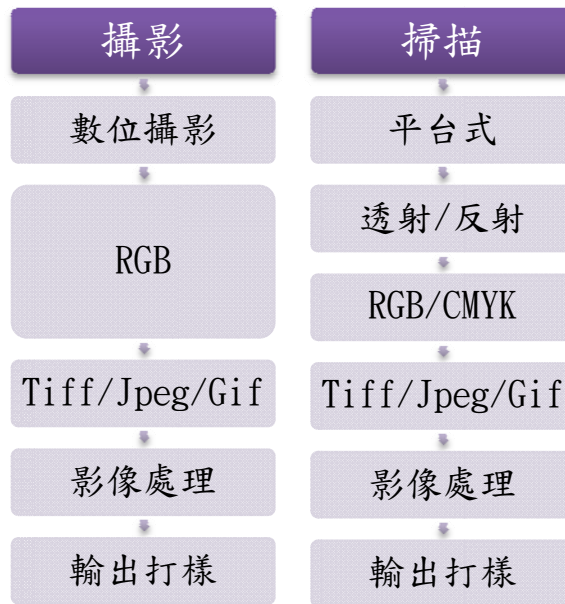 攝影
數位攝影
RGB
Tiff/Jpeg/Gif
影像處理
輸出打樣
掃描
平台式
透射/反射
RGB/CMYK
Tiff/Jpeg/Gif
影像處理
輸出打樣